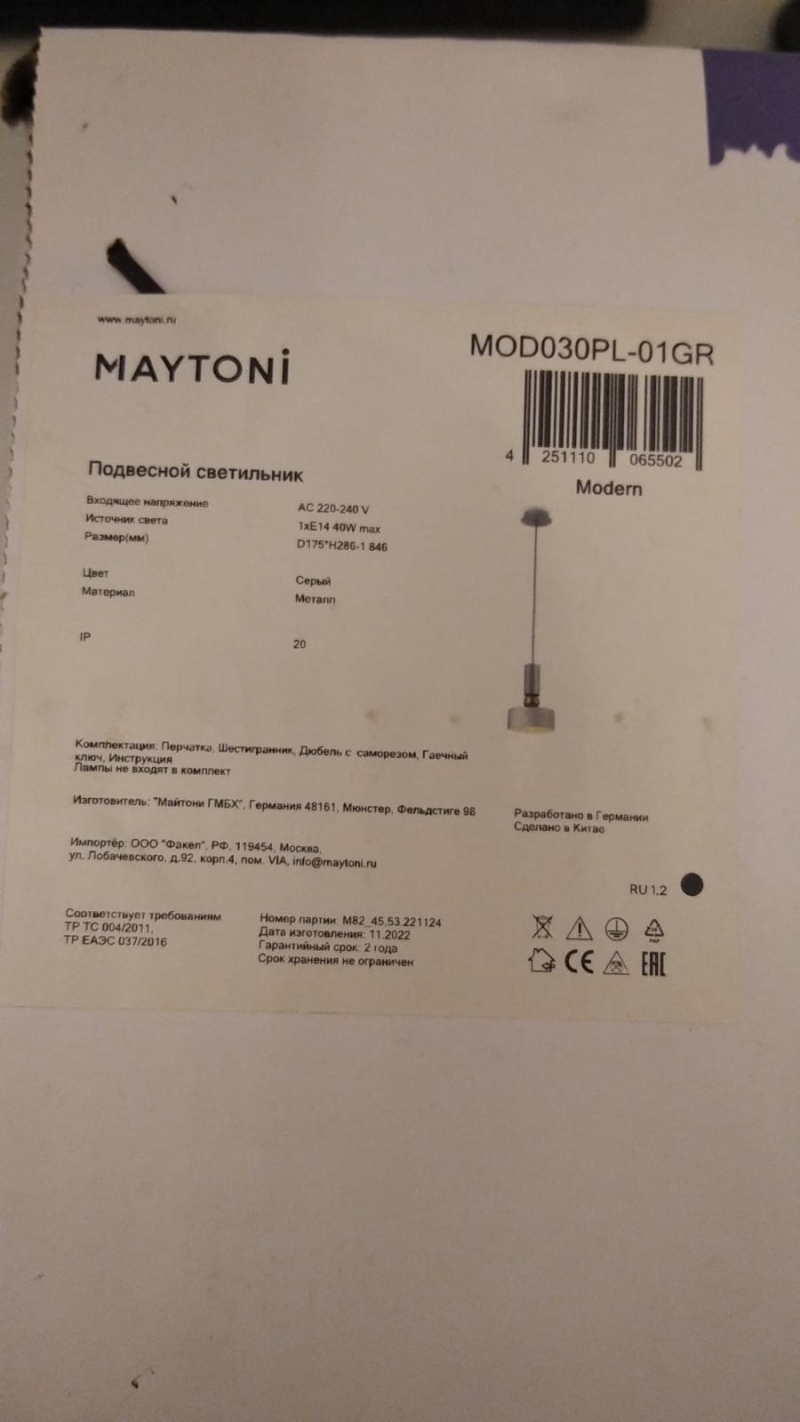 www.maytoni.ru
MAYTONi
MOD030PL-01GR
4 251110 065502
Modern
Подвесной светильник
Входящее напряжение AC 220-240 V
Источник света 1xE14 40W max
Размер(мм) D175*H286-1 846
Цвет Серый
Материал Металл
IP 20
Комплектация: Перчатка, Шестигранник, Дюбель с саморезом, Гаечный
ключ, Инструкция
Лампы не входят в комплект
Изготовитель: "Майтони ГМБХ", Германия 48161, Мюнстер, Фельдстиге 98
Разработано в Германии
Сделано в Китае
Импортёр: ООО "Факел", РФ, 119454, Москва,
ул. Лобачевского, д.92, корп.4, пом. VIA, info@maytoni.ru
RU 1.2
Соответствует требованиям
ТР ТС 004/2011,
ТР ЕАЭС 037/2016
Номер партии: M82_45.53.221124
Дата изготовления: 11.2022
Гарантийный срок: 2 года
Срок хранения не ограничен
CE
EAC